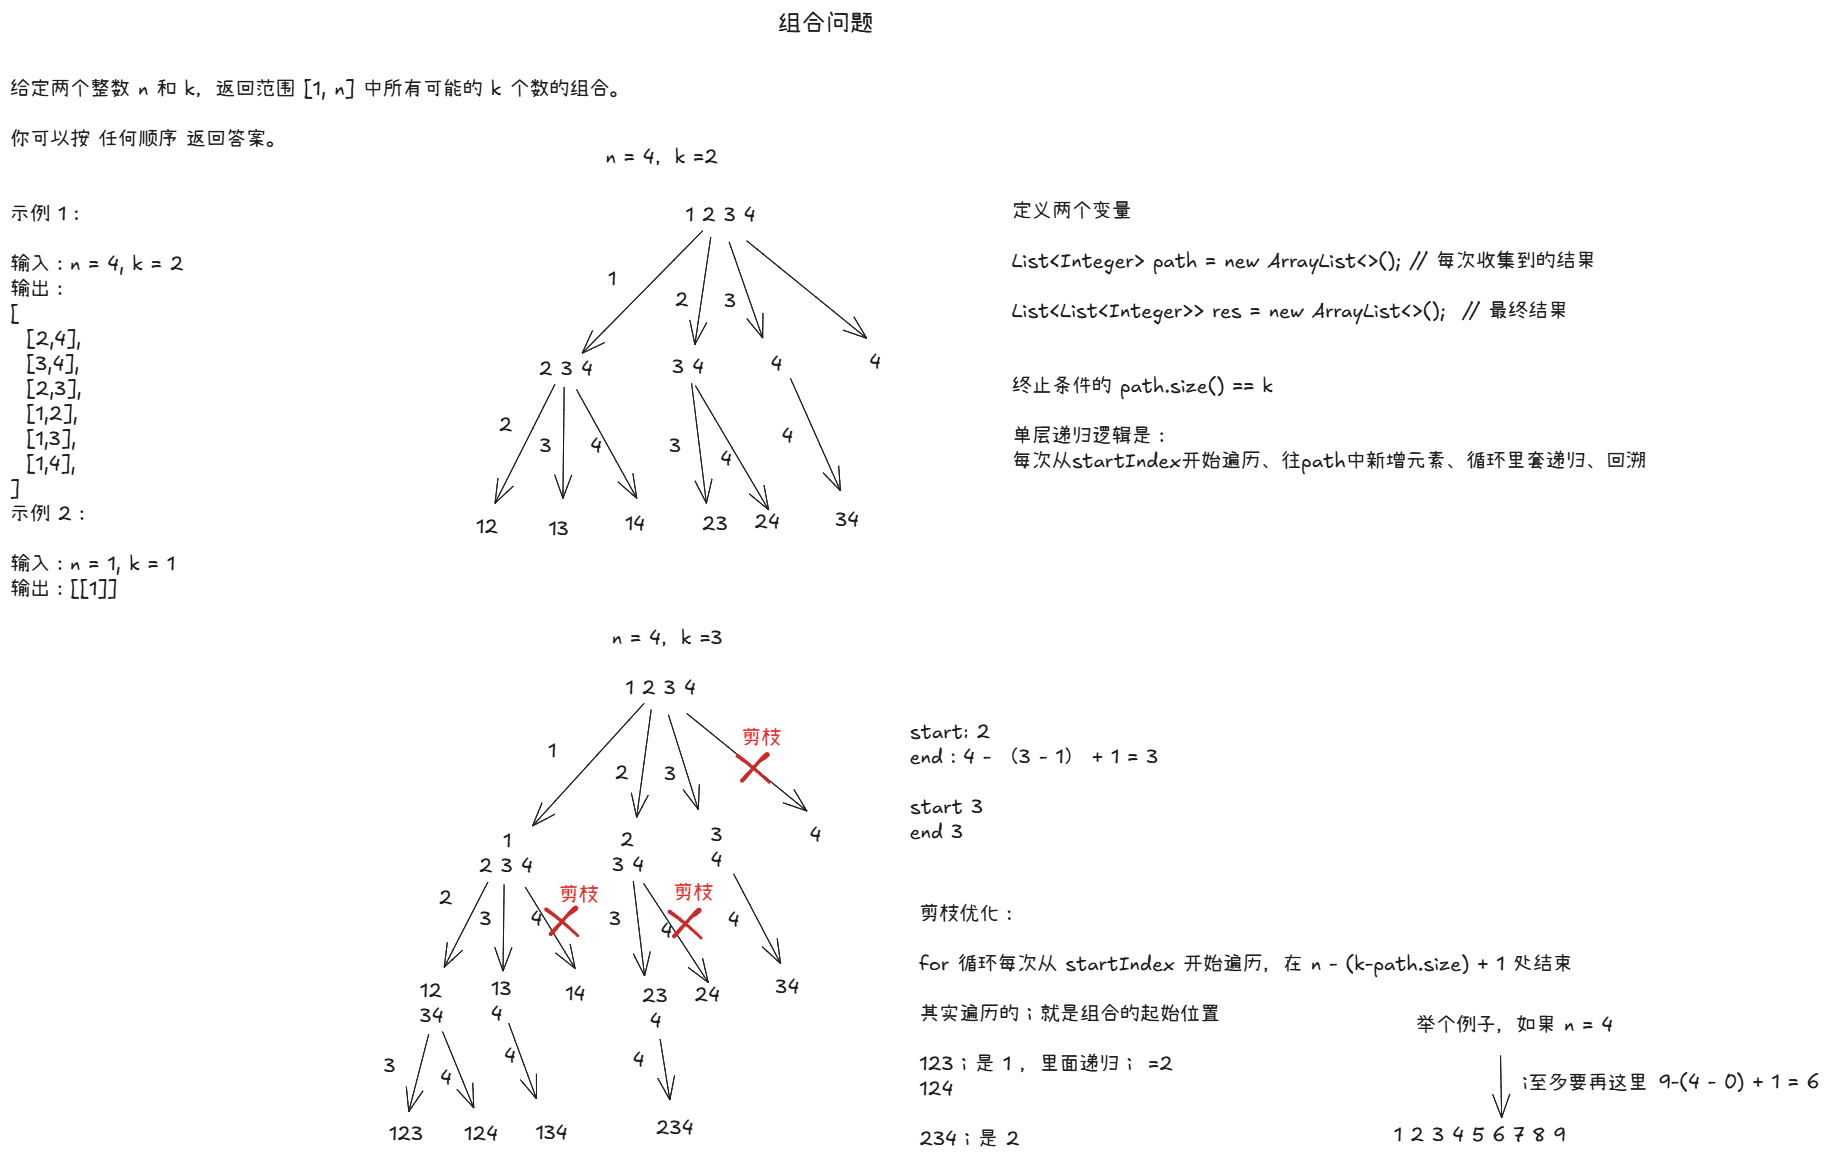 组合问题
给定两个整数 n 和 k，返回范围 [1, n] 中所有可能的 k 个数的组合。
你可以按 任何顺序 返回答案。
示例 1：
输入：n = 4, k = 2
输出：
[
[2,4],
[3,4],
[2,3],
[1,2],
[1,3],
[1,4],
]
示例 2：
输入：n = 1, k = 1
输出：[[1]]
n = 4，k =2
1 2 3 4
1
2
3
2 3 4
3 4
4
4
2
3
4
3
4
4
12
13
14
23
24
34
定义两个变量
List<Integer> path = new ArrayList<>(); // 每次收集到的结果
List<List<Integer>> res = new ArrayList<>(); // 最终结果
终止条件的 path.size() == k
单层递归逻辑是：
每次从startIndex开始遍历、往path中新增元素、循环里套递归、回溯
n = 4，k =3
1 2 3 4
剪枝
1
2
3
1
2
3
4
2 3 4
3 4
4
剪枝
剪枝
2
3
4
3
4
4
12
13
14
23
24
34
34
4
4
3
4
4
4
123
124
134
234
start: 2
end : 4 - （3 - 1） + 1 = 3
start 3
end 3
剪枝优化：
for 循环每次从 startIndex 开始遍历，在 n - (k-path.size) + 1 处结束
其实遍历的 i 就是组合的起始位置
123 i 是 1 ，里面递归 i =2
124
234 i 是 2
举个例子，如果 n = 4
i至多要再这里 9-(4 - 0) + 1 = 6
1 2 3 4 5 6 7 8 9